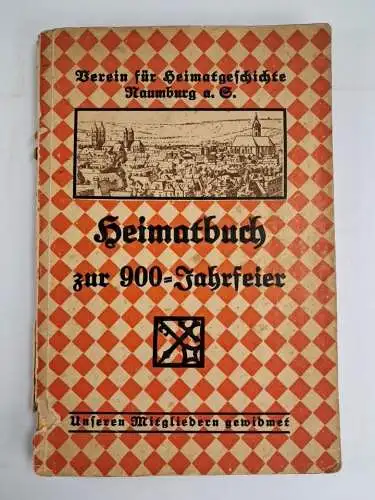 Verein für Heimatgeschichte
Naumburg a. S.
Heimatbuch
zur 900=Jahrfeier
Unseren Mitgliedern gewidmet